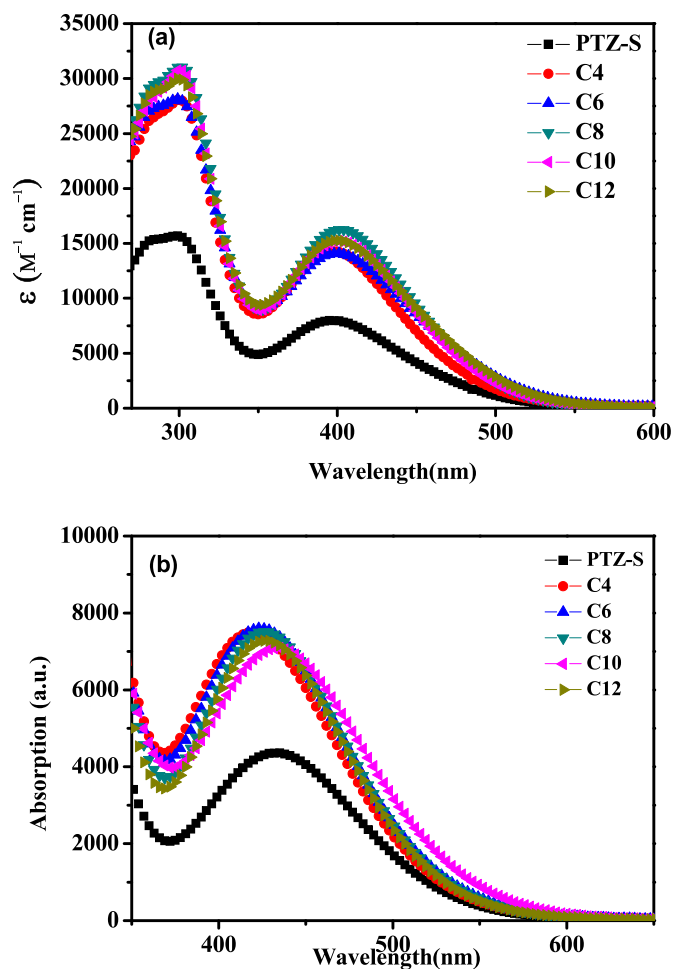 (a)
PTZ-S
C4
C6
C8
C10
C12
35000
30000
25000
20000
15000
10000
5000
0
ε (M⁻¹ cm⁻¹)
300
400
500
600
Wavelength(nm)
(b)
PTZ-S
C4
C6
C8
C10
C12
10000
8000
6000
4000
2000
0
Absorption (a.u.)
400
500
600
Wavelength(nm)